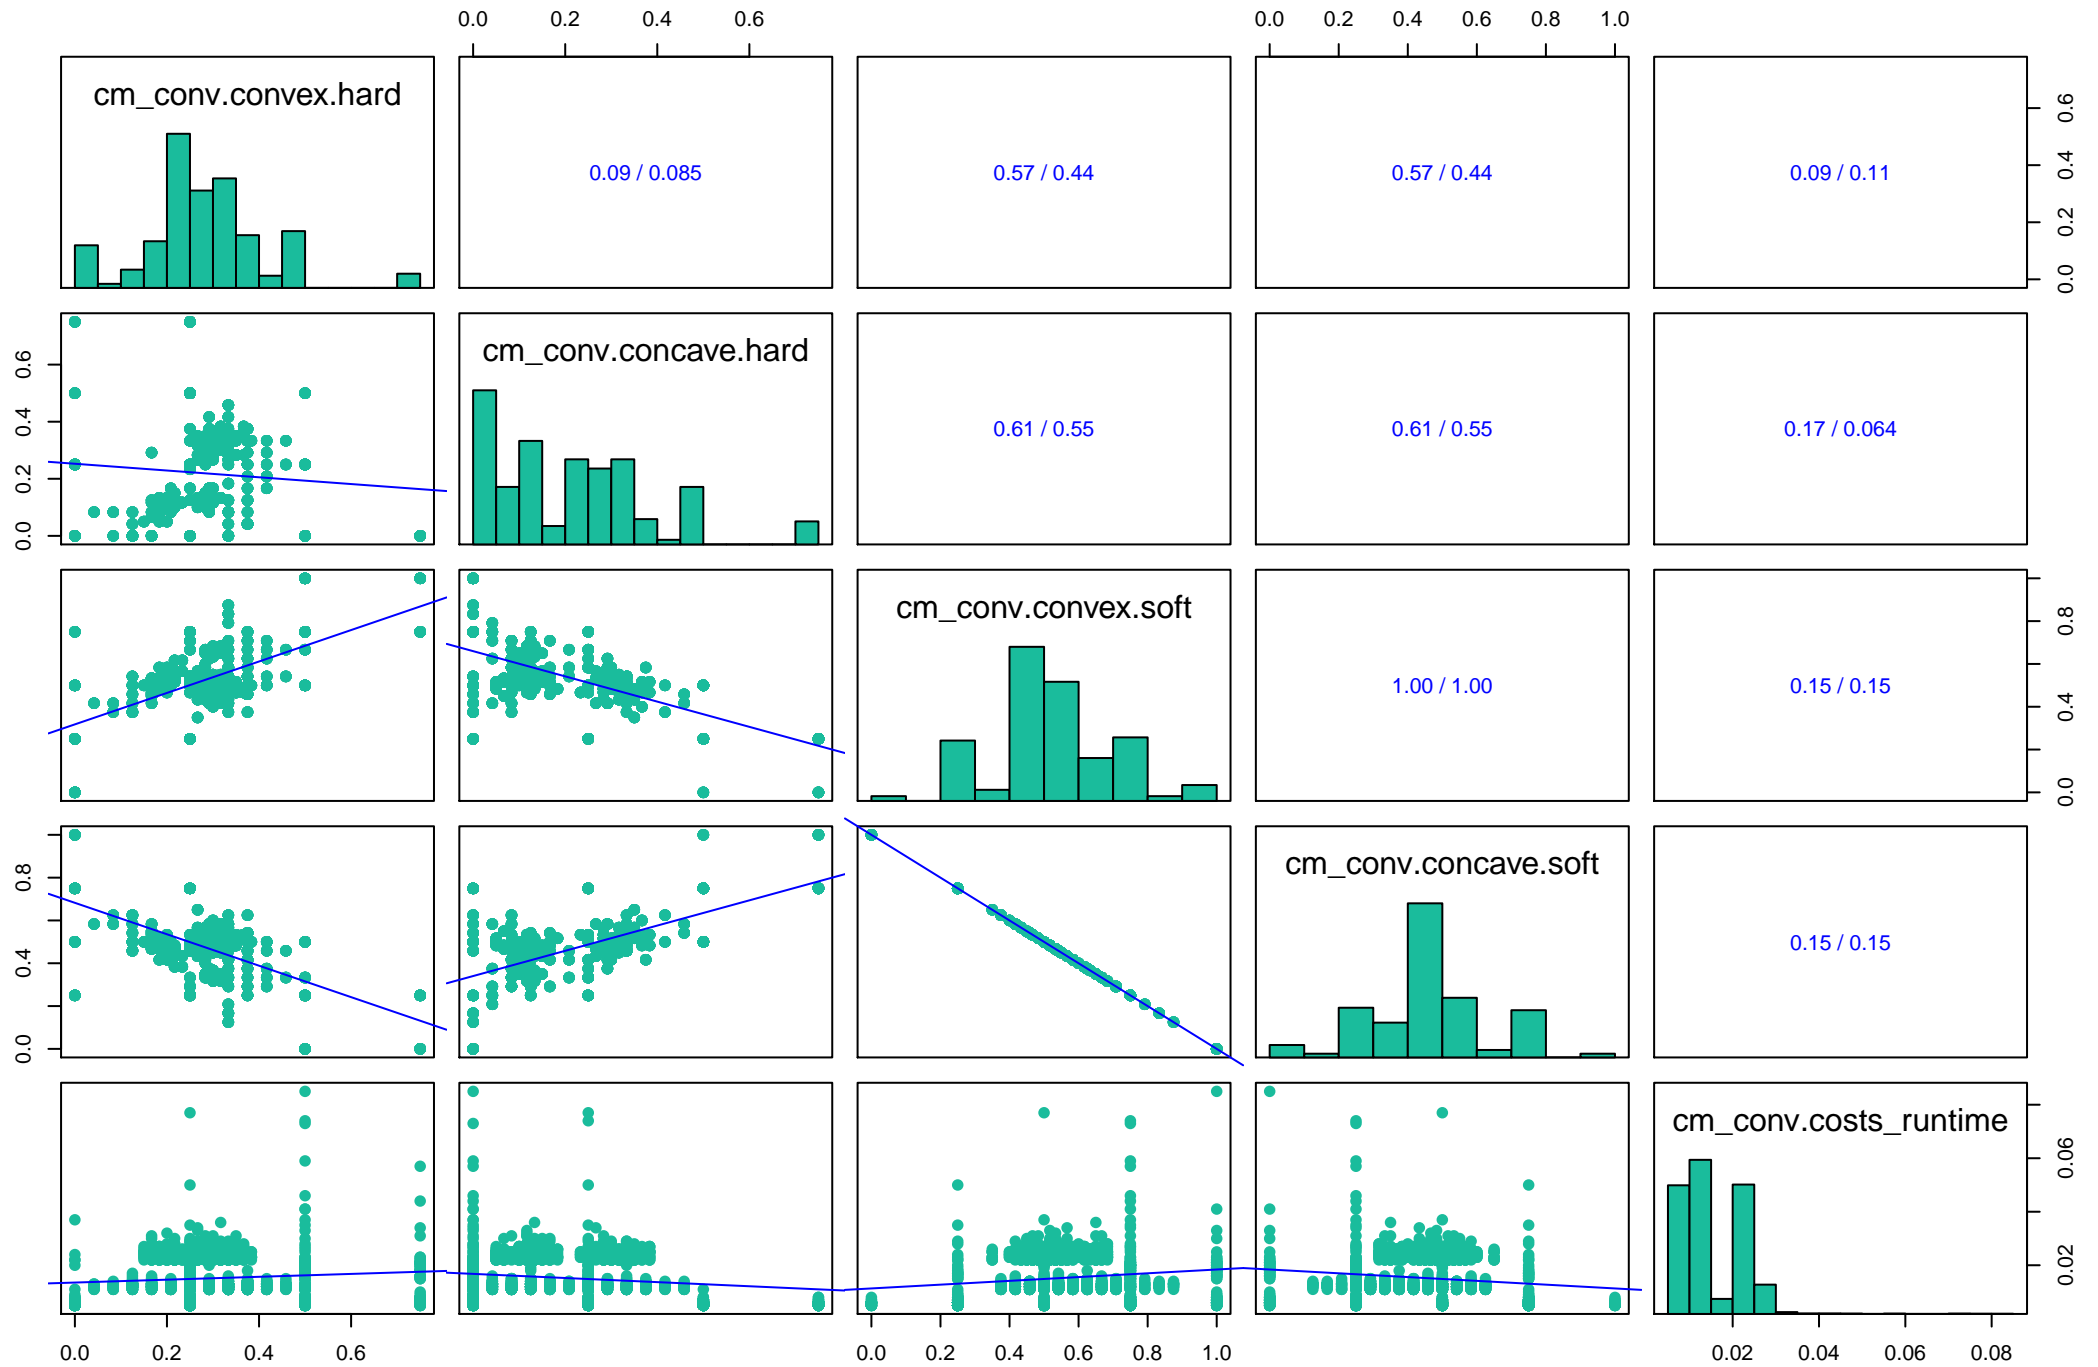 0.0 0.2 0.4 0.6 0.0 0.2 0.4 0.6 0.8 1.0
cm_conv.convex.hard
0.09 / 0.085
0.57 / 0.44
0.57 / 0.44
0.09 / 0.11
0.0 0.2 0.4 0.6
0.0 0.2 0.4 0.6
cm_conv.concave.hard
0.61 / 0.55
0.61 / 0.55
0.17 / 0.064
cm_conv.convex.soft
1.00 / 1.00
0.15 / 0.15
0.0 0.4 0.8
0.0 0.4 0.8
cm_conv.concave.soft
0.15 / 0.15
cm_conv.costs_runtime
0.02 0.06
0.0 0.2 0.4 0.6 0.0 0.2 0.4 0.6 0.8 1.0 0.02 0.04 0.06 0.08